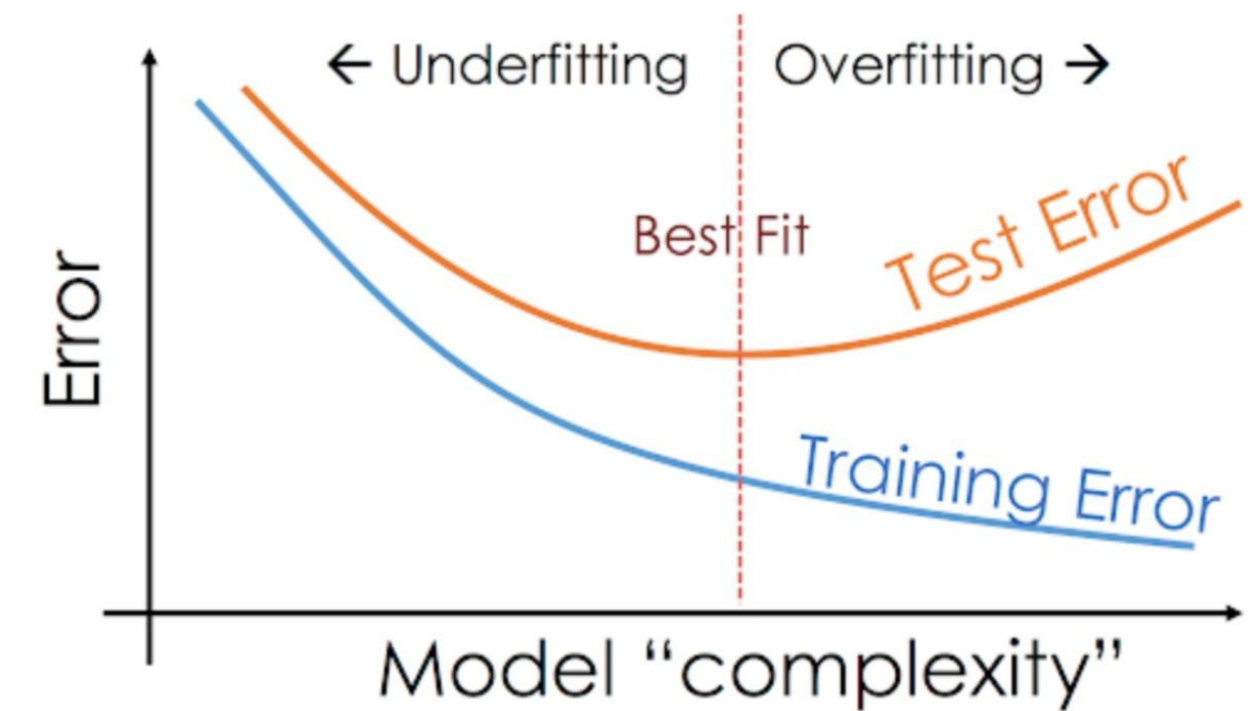 ← Underfitting
Overfitting →
Best Fit
Test Error
Error
Training Error
Model “complexity”